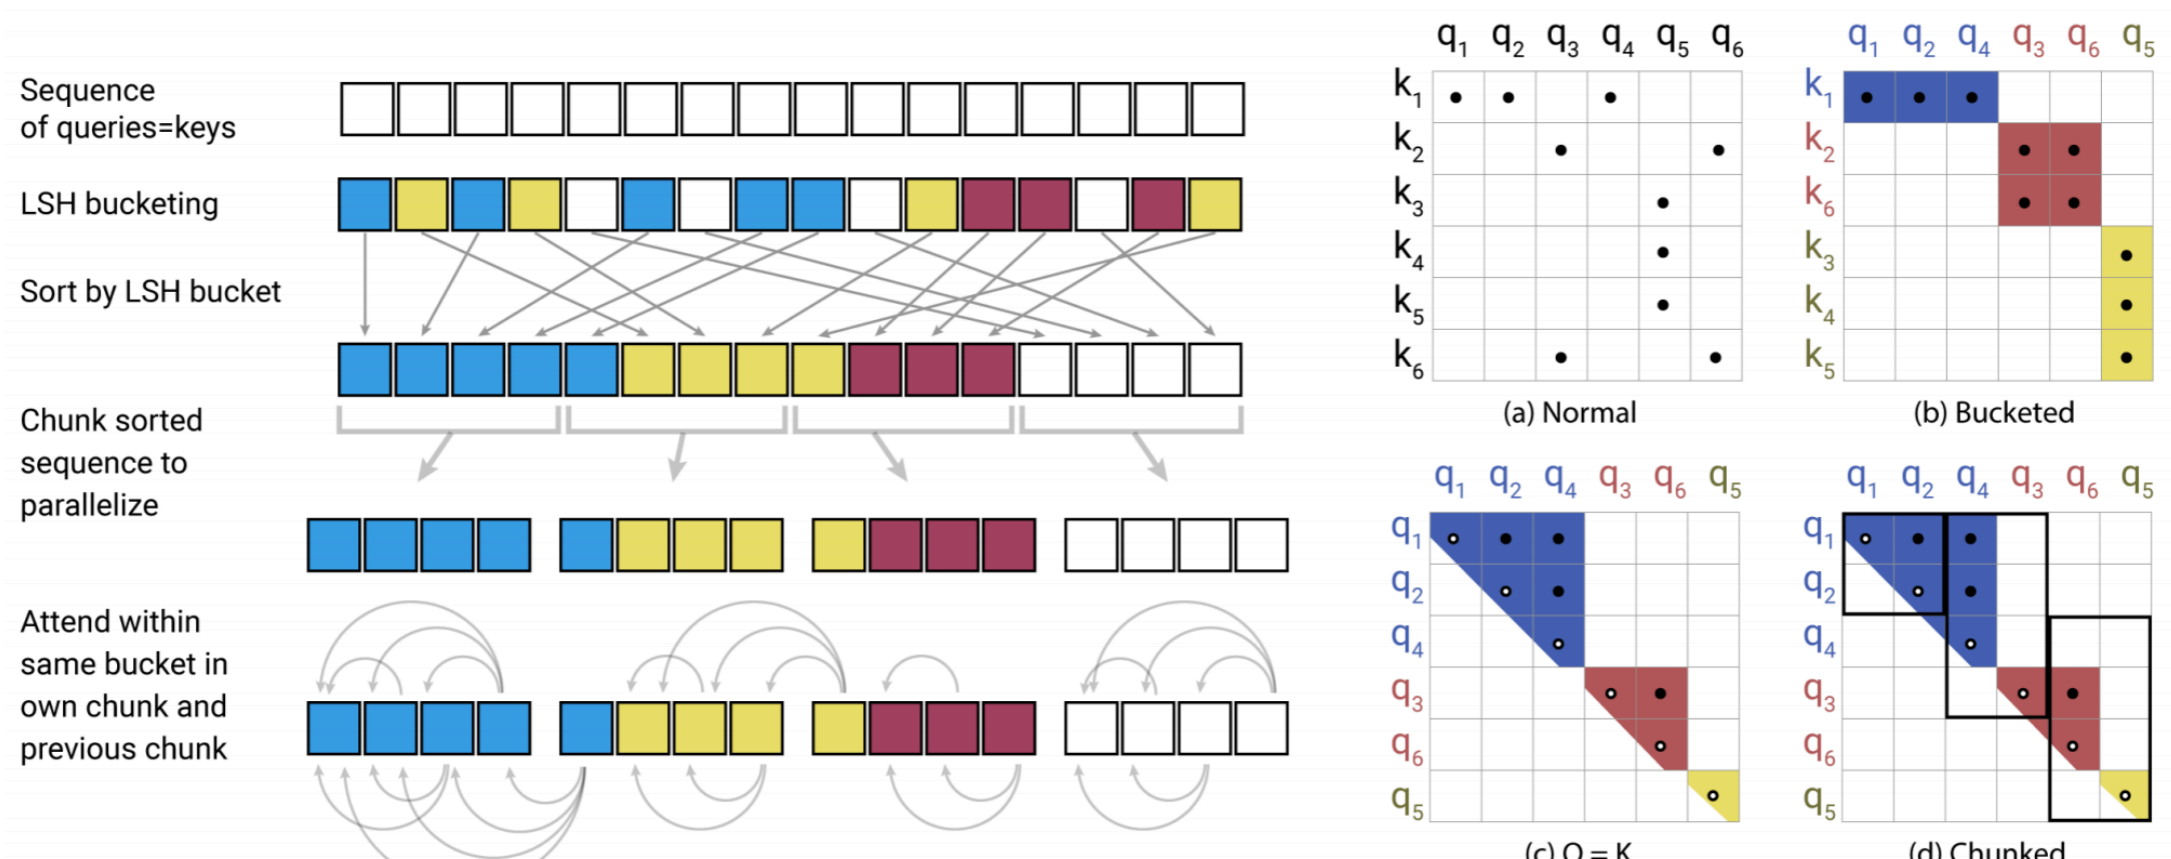 Sequence
of queries=keys
LSH bucketing
Sort by LSH bucket
Chunk sorted
sequence to
parallelize
Attend within
same bucket in
own chunk and
previous chunk
q1 q2 q3 q4 q5 q6
k1
k2
k3
k4
k5
k6
(a) Normal
q1 q2 q4 q3 q6 q5
k1
k2
k6
k3
k4
k5
(b) Bucketed
q1 q2 q4 q3 q6 q5
q1
q2
q4
q3
q6
q5
(c) Q = K
q1 q2 q4 q3 q6 q5
q1
q2
q4
q3
q6
q5
(d) Chunked